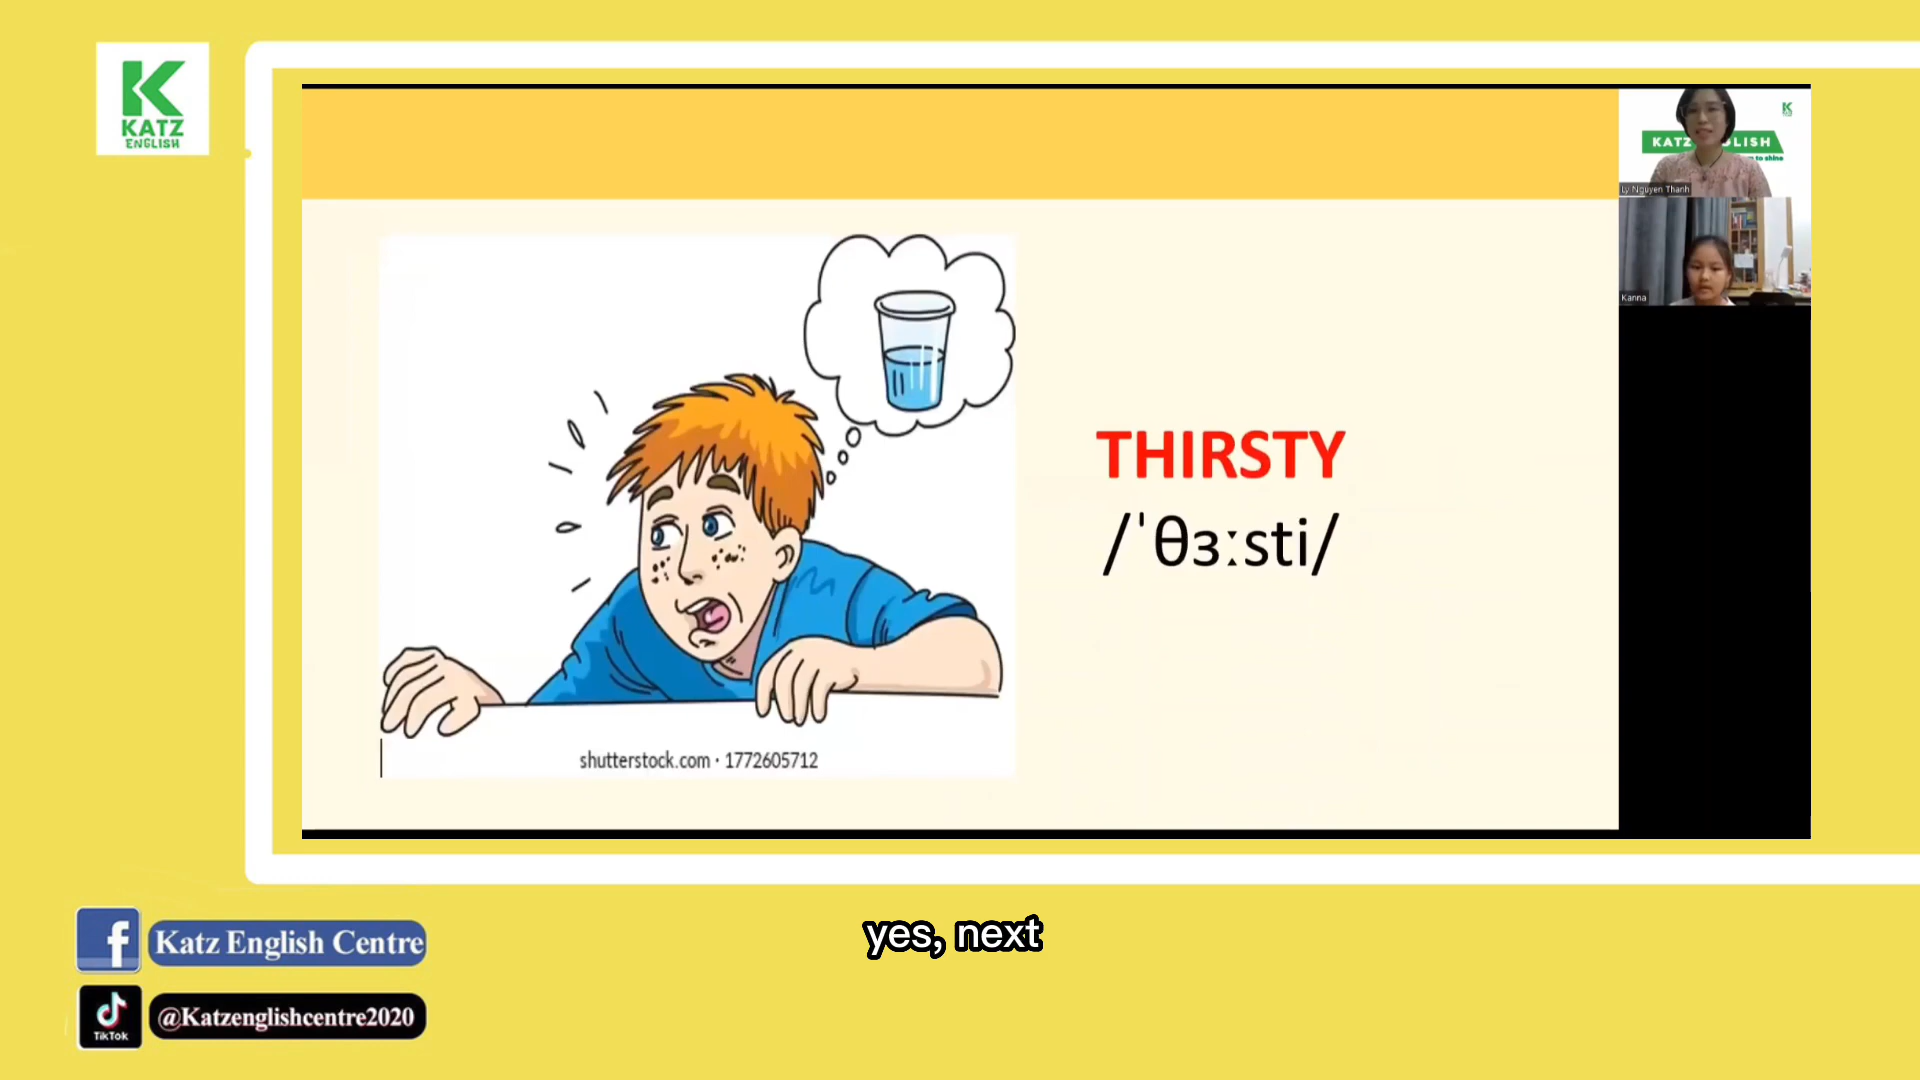 KATZ
ENGLISH
THIRSTY
/ˈθɜːsti/
shutterstock.com · 1772605712
Ly Nguyen Thanh
Kanna
yes, next
Katz English Centre
TikTok
@Katzenglishcentre2020